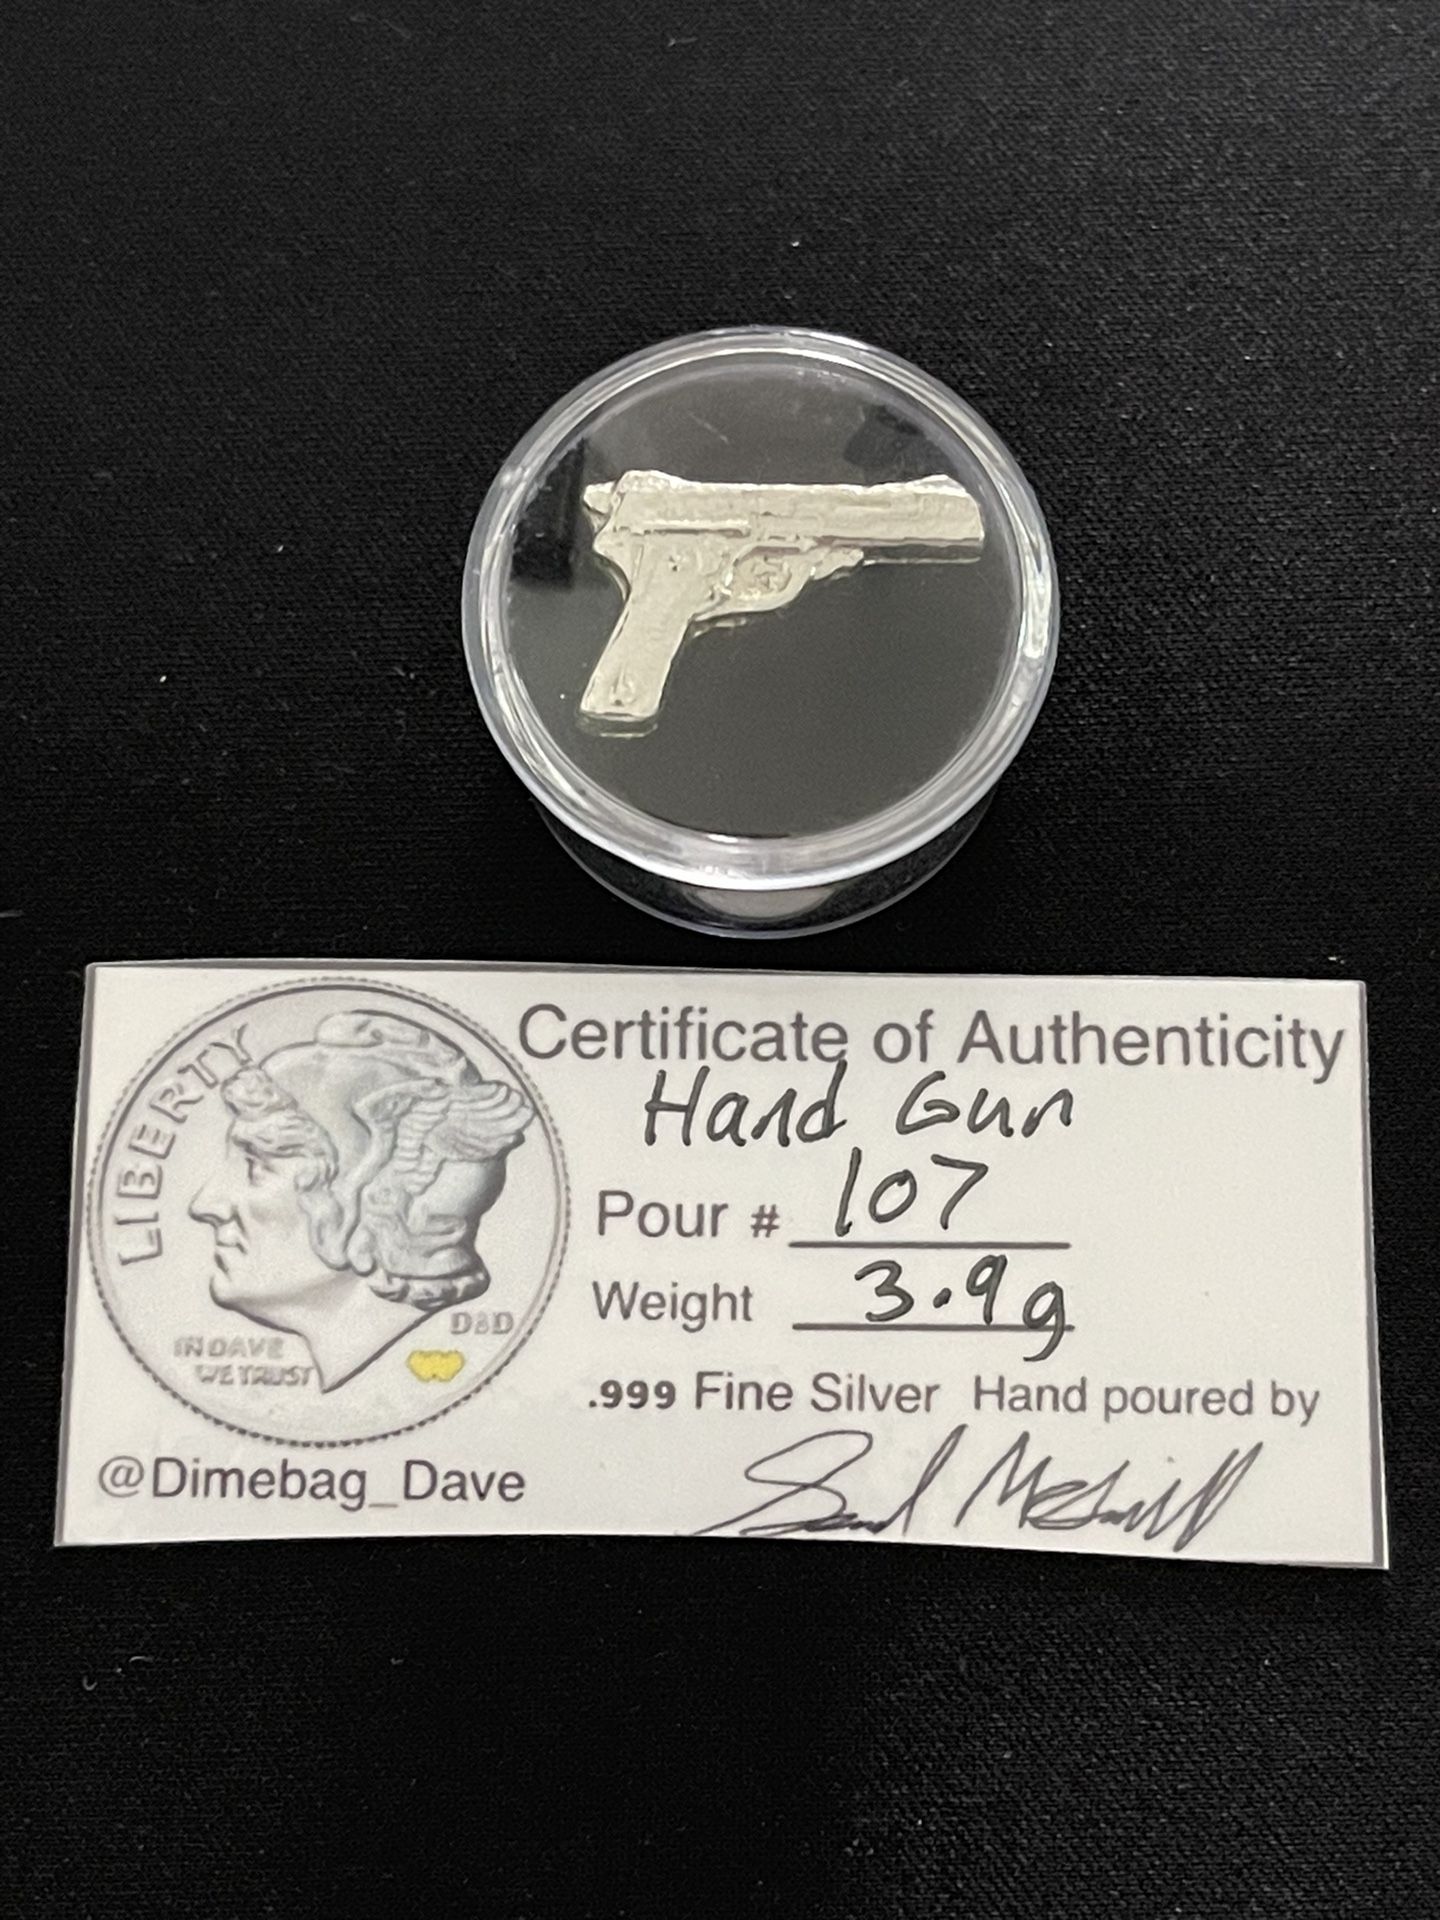 Certificate of Authenticity
Hand Gun
LIBERTY
Pour # 107
Weight 3.9g
D&D
IN DAVE
WE TRUST
.999 Fine Silver Hand poured by
@Dimebag_Dave